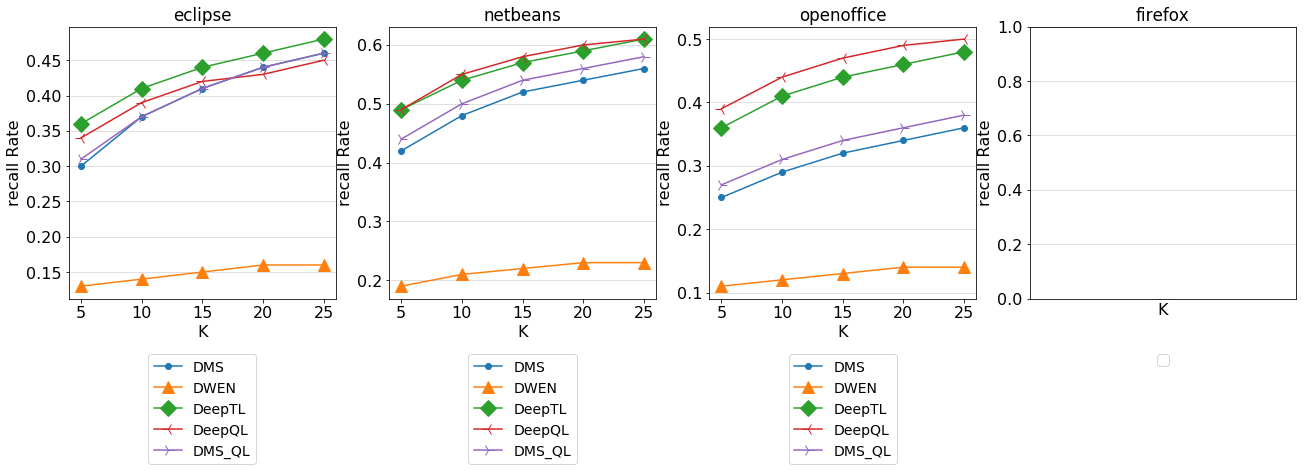 eclipse
recall Rate
0.45
0.40
0.35
0.30
0.25
0.20
0.15
5 10 15 20 25
K
DMS
DWEN
DeepTL
DeepQL
DMS_QL
netbeans
recall Rate
0.6
0.5
0.4
0.3
0.2
5 10 15 20 25
K
DMS
DWEN
DeepTL
DeepQL
DMS_QL
openoffice
recall Rate
0.5
0.4
0.3
0.2
0.1
5 10 15 20 25
K
DMS
DWEN
DeepTL
DeepQL
DMS_QL
firefox
recall Rate
1.0
0.8
0.6
0.4
0.2
0.0
K